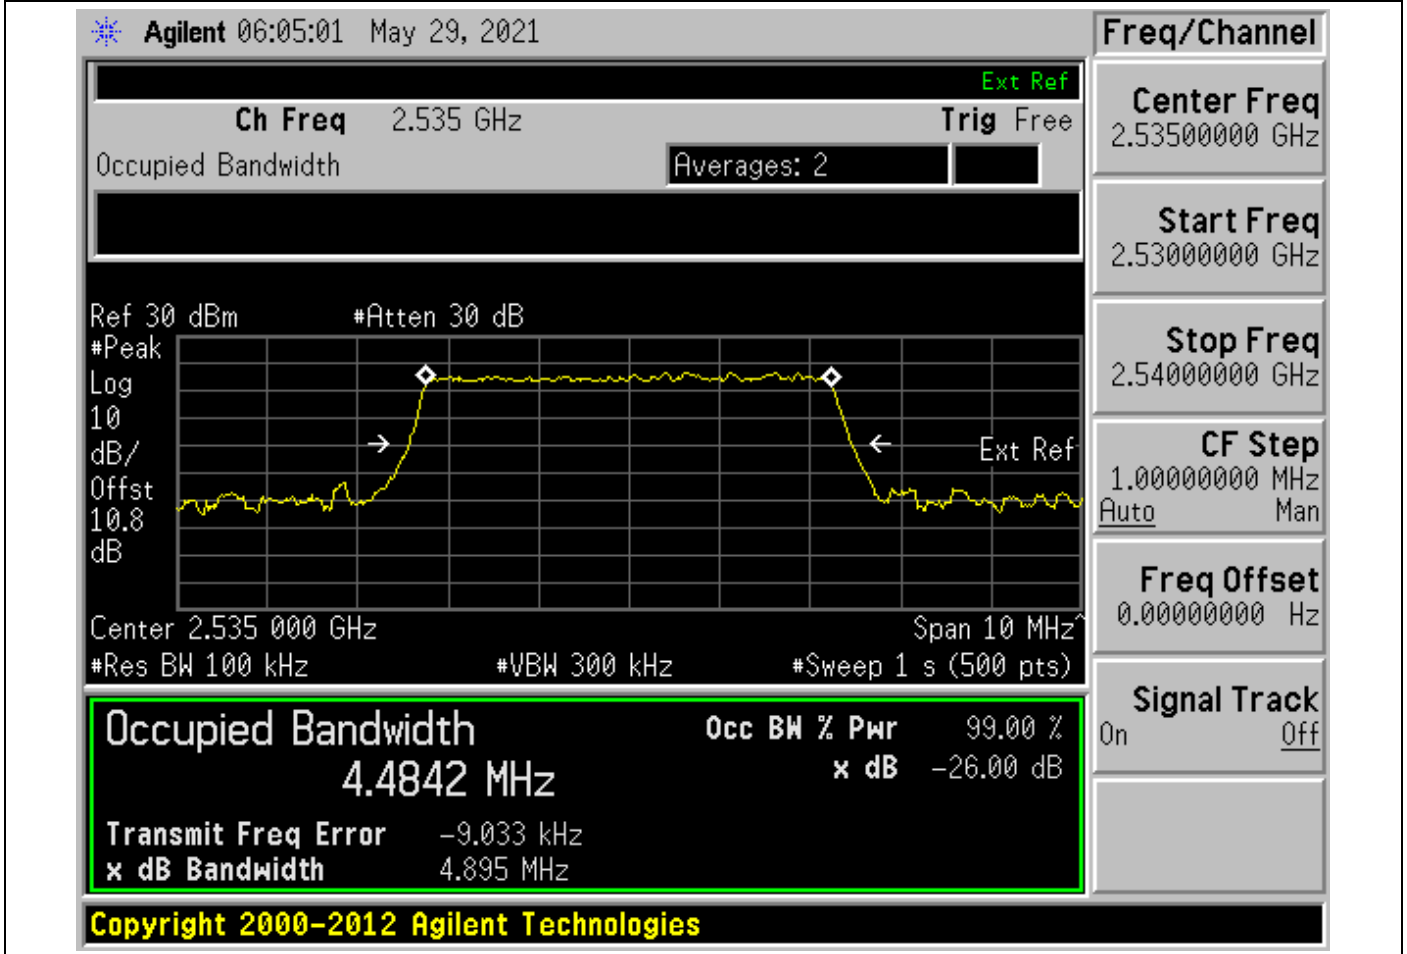 Agilent 06:05:01 May 29, 2021
Freq/Channel
Ext Ref
Ch Freq 2.535 GHz Trig Free
Occupied Bandwidth Averages: 2
Ref 30 dBm #Atten 30 dB
#Peak
Log
10
dB/
Offst
10.8
dB
Ext Ref
Center 2.535 000 GHz Span 10 MHz^
#Res BW 100 kHz #VBW 300 kHz #Sweep 1 s (500 pts)
Occupied Bandwidth Occ BW % Pwr 99.00 %
4.4842 MHz x dB -26.00 dB
Transmit Freq Error -9.033 kHz
x dB Bandwidth 4.895 MHz
Copyright 2000-2012 Agilent Technologies
Center Freq
2.53500000 GHz
Start Freq
2.53000000 GHz
Stop Freq
2.54000000 GHz
CF Step
1.00000000 MHz
Auto Man
Freq Offset
0.00000000 Hz
Signal Track
On Off